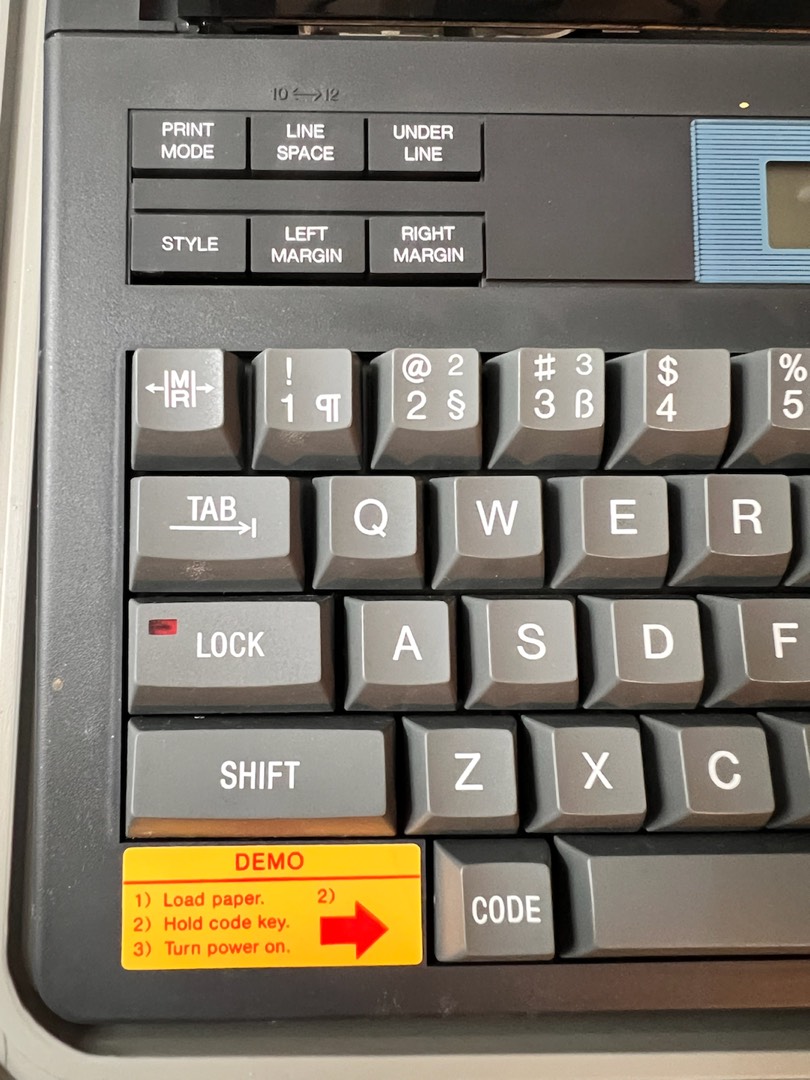 10 ⟷ 12
PRINT MODE
LINE SPACE
UNDER LINE
STYLE
LEFT MARGIN
RIGHT MARGIN
←|MR|→
! 1 ¶
@ 2 2 §
# 3 3 ß
$ 4
% 5
TAB
Q W E R
LOCK
A S D F
SHIFT
Z X C
DEMO
1) Load paper. 2)
2) Hold code key.
3) Turn power on.
CODE